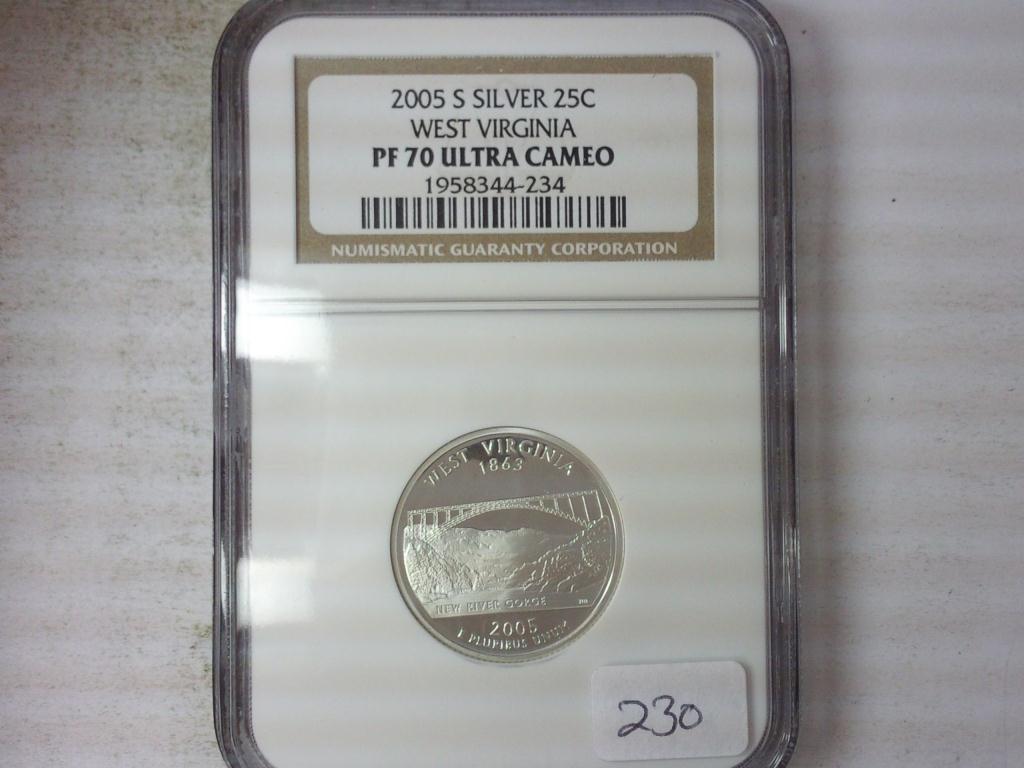 2005 S SILVER 25C
WEST VIRGINIA
PF 70 ULTRA CAMEO
1958344-234
NUMISMATIC GUARANTY CORPORATION
WEST VIRGINIA
1863
NEW RIVER GORGE
2005
E PLURIBUS UNUM
230